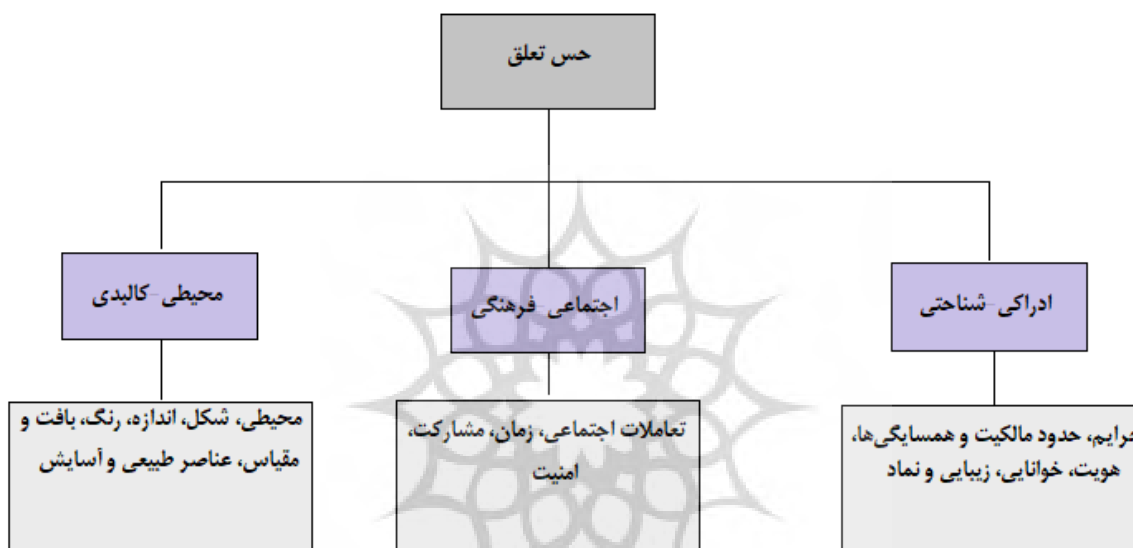 حس تعلق
ادراکی-شناختی
اجتماعی-فرهنگی
محیطی-کالبدی
حدود مالکیت و همسایگی‌ها،
هویت، خوانایی، زیبایی و نماد
تعاملات اجتماعی، زمان، مشارکت،
امنیت
محیطی، شکل، اندازه، رنگ، بافت و
مقیاس، عناصر طبیعی و آسایش